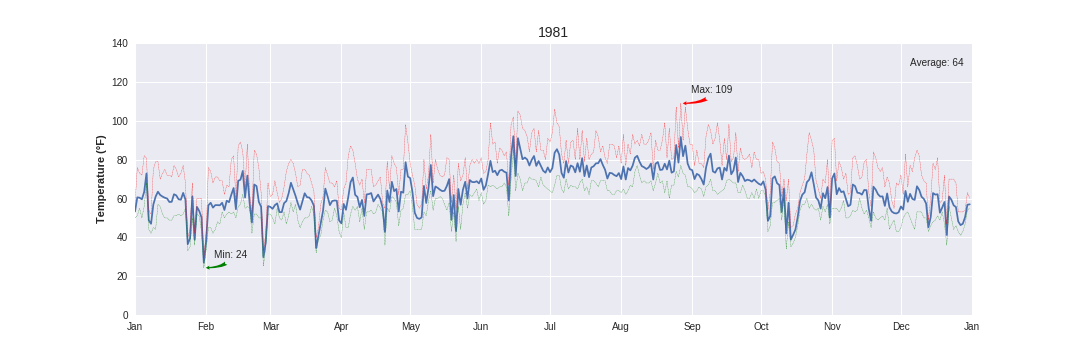 1981
140
120
100
80
60
40
20
0
Temperature (°F)
Average: 64
Max: 109
Min: 24
Jan Feb Mar Apr May Jun Jul Aug Sep Oct Nov Dec Jan